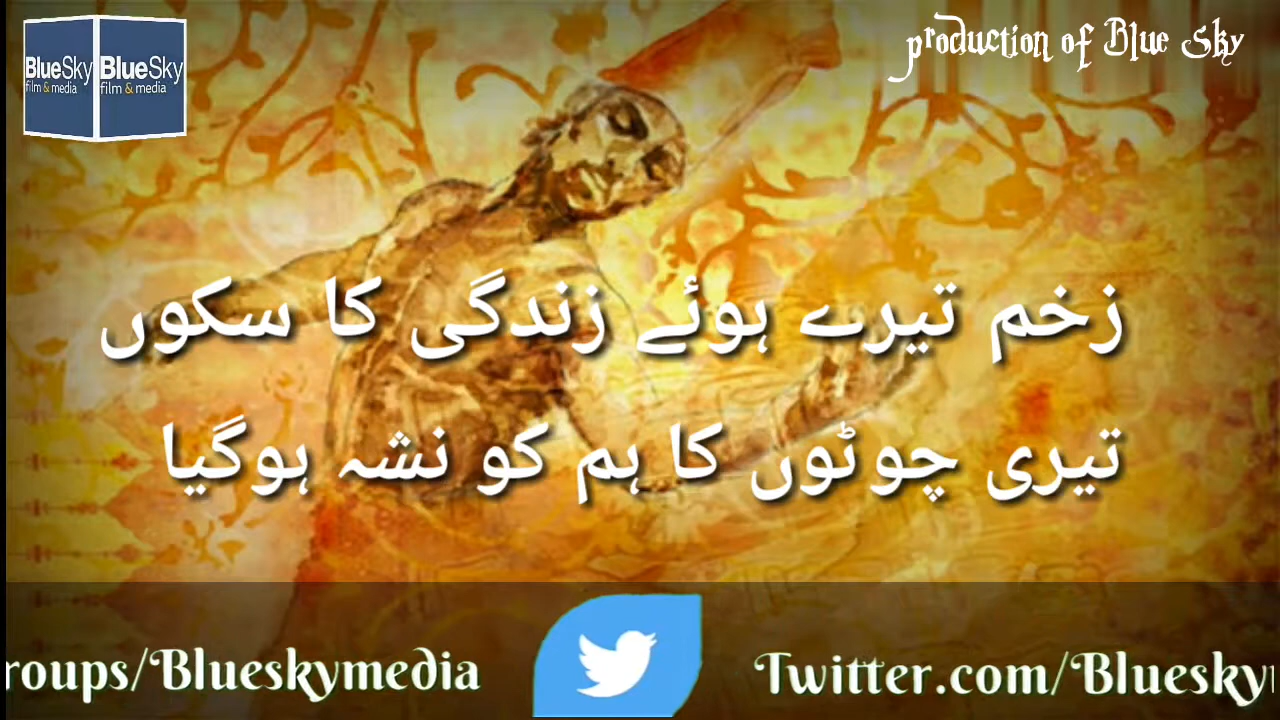 BlueSky BlueSky
film & media film & media
production of Blue Sky
زخم تیرے ہوئے زندگی کا سکوں
تیری چوٹوں کا ہم کو نشہ ہوگیا
roups/Blueskymedia
Twitter.com/Bluesky